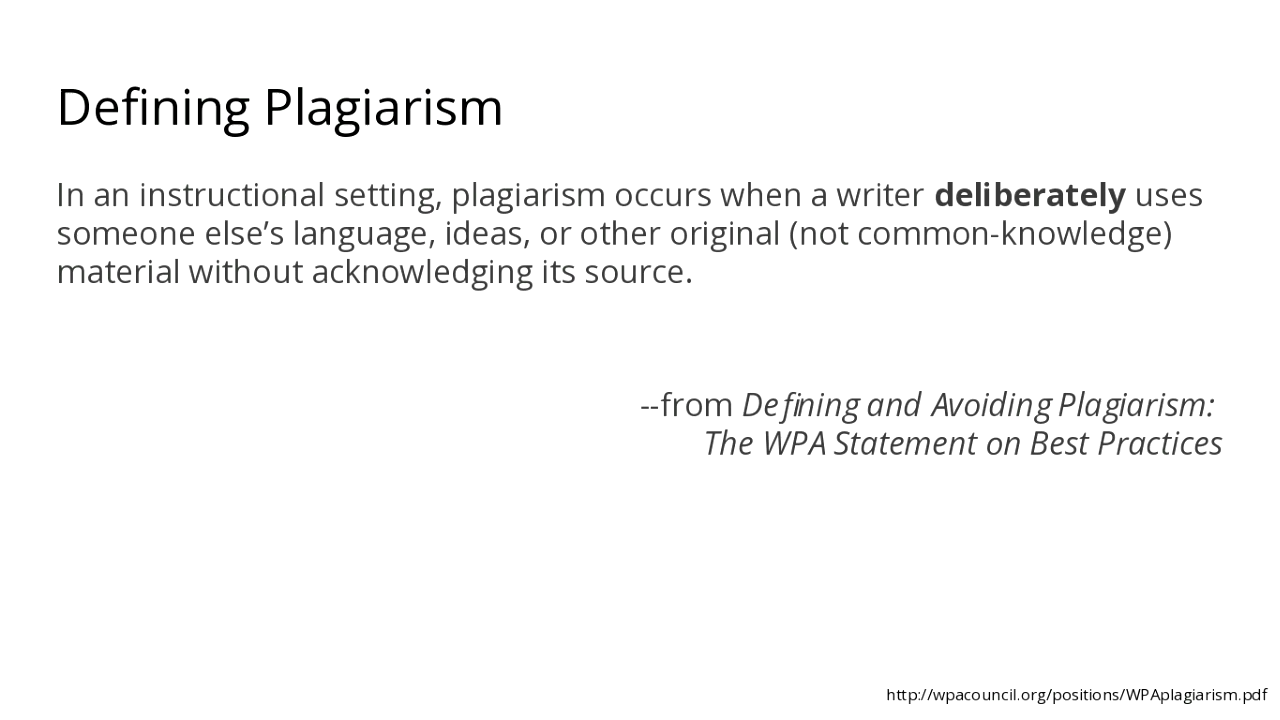 Defining Plagiarism
In an instructional setting, plagiarism occurs when a writer deliberately uses
someone else’s language, ideas, or other original (not common-knowledge)
material without acknowledging its source.
--from Defining and Avoiding Plagiarism:
The WPA Statement on Best Practices
http://wpacouncil.org/positions/WPAplagiarism.pdf